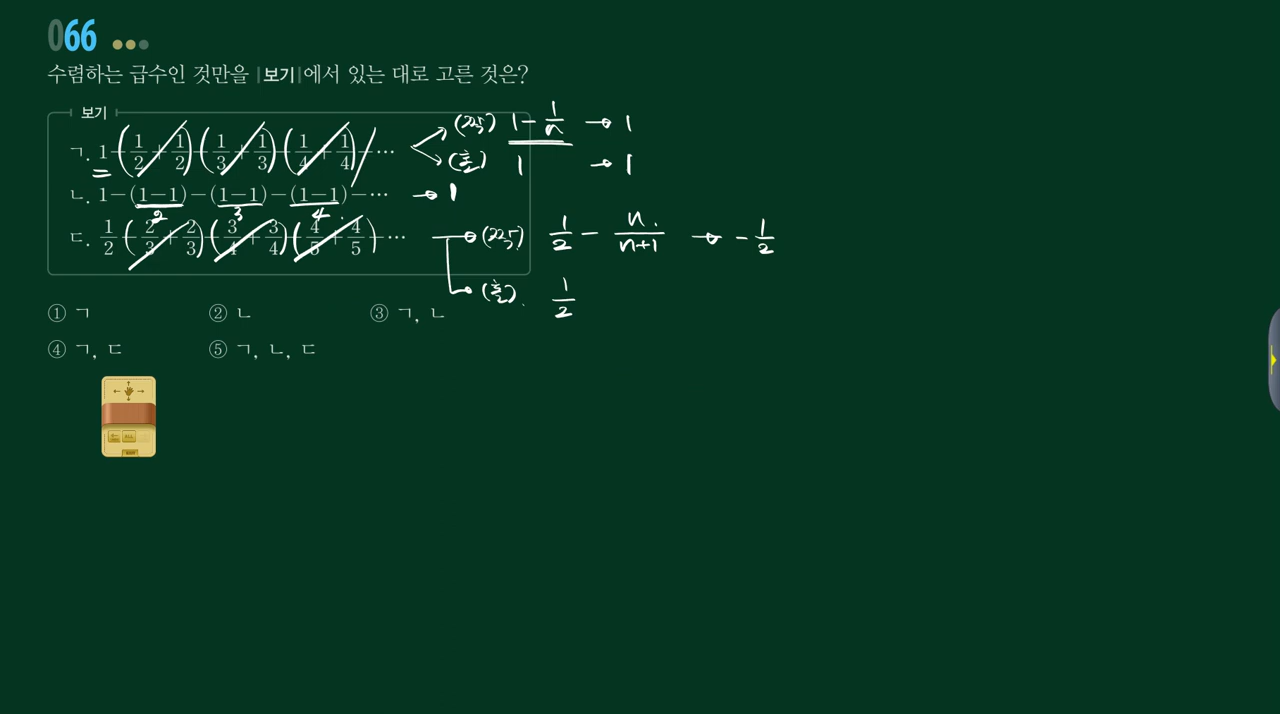 066
수렴하는 급수인 것만을 |보기|에서 있는 대로 고른 것은?
보기
ㄱ. 1-(1/2+1/2)-(1/3+1/3)-(1/4+1/4)-⋯
(짝) 1-1/n → 1
(홀) 1 → 1
ㄴ. 1-(1-1)-(1-1)-(1-1)-⋯ → 1
2 3 4
ㄷ. 1/2-(2/3+2/3)-(3/4+3/4)-(4/5+4/5)-⋯
(짝) 1/2 - n/n+1 → -1/2
(홀). 1/2
① ㄱ ② ㄴ ③ ㄱ, ㄴ
④ ㄱ, ㄷ ⑤ ㄱ, ㄴ, ㄷ